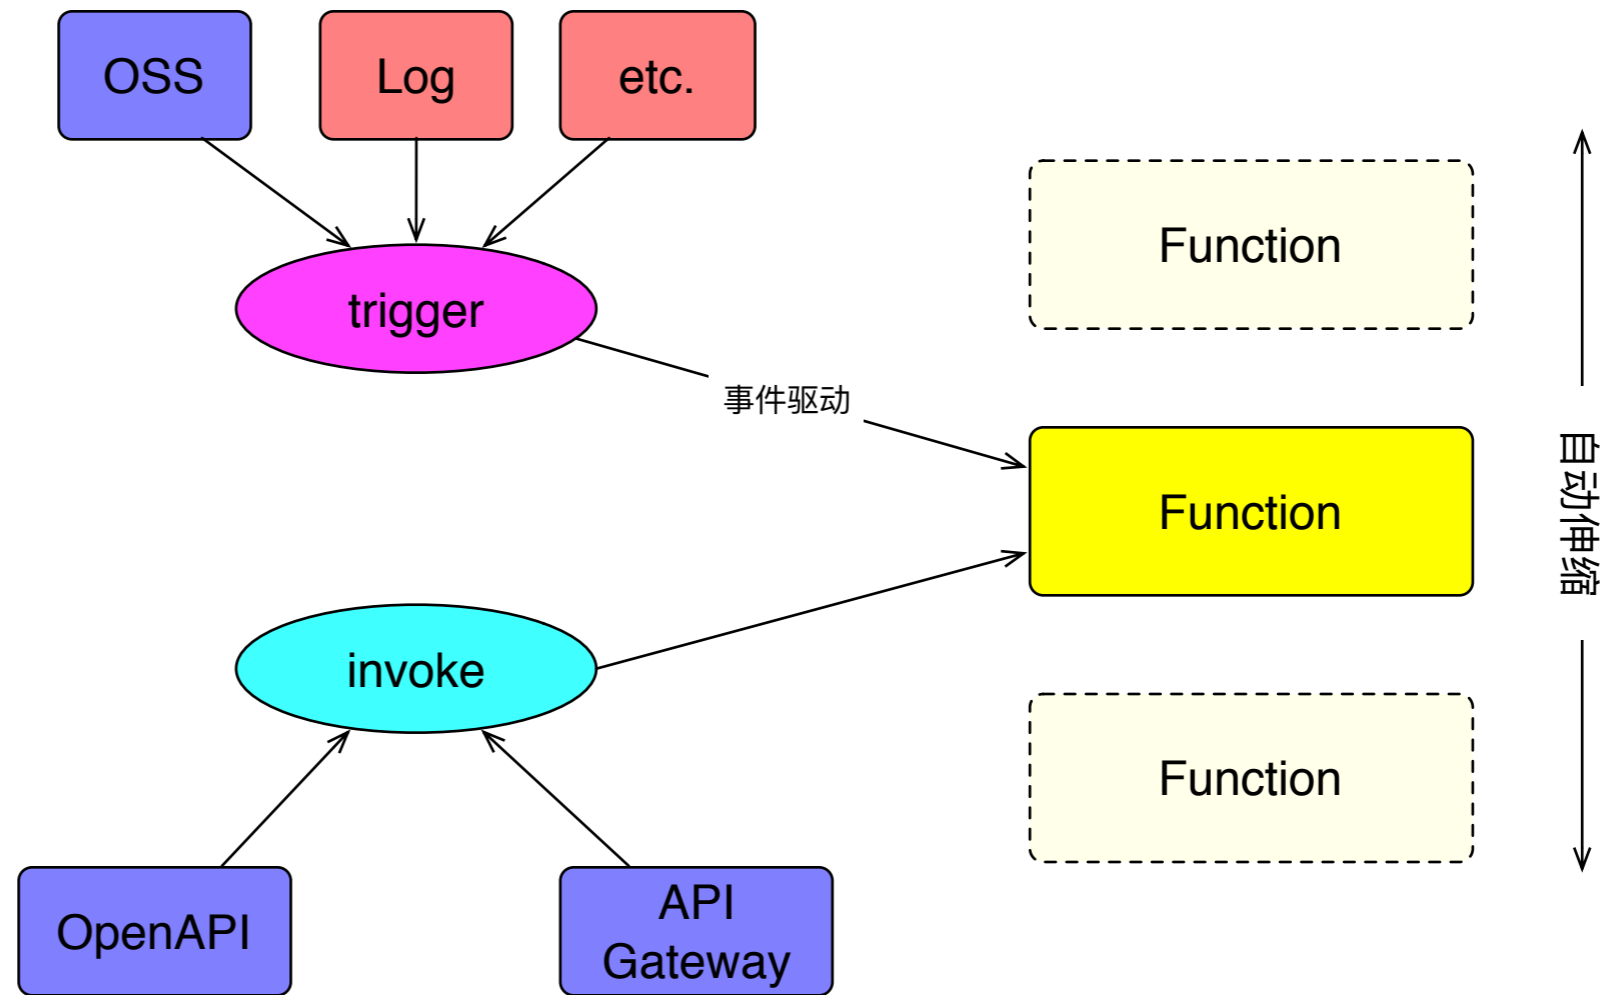 OSS
Log
etc.
trigger
事件驱动
Function
Function
自动伸缩
invoke
Function
OpenAPI
API
Gateway